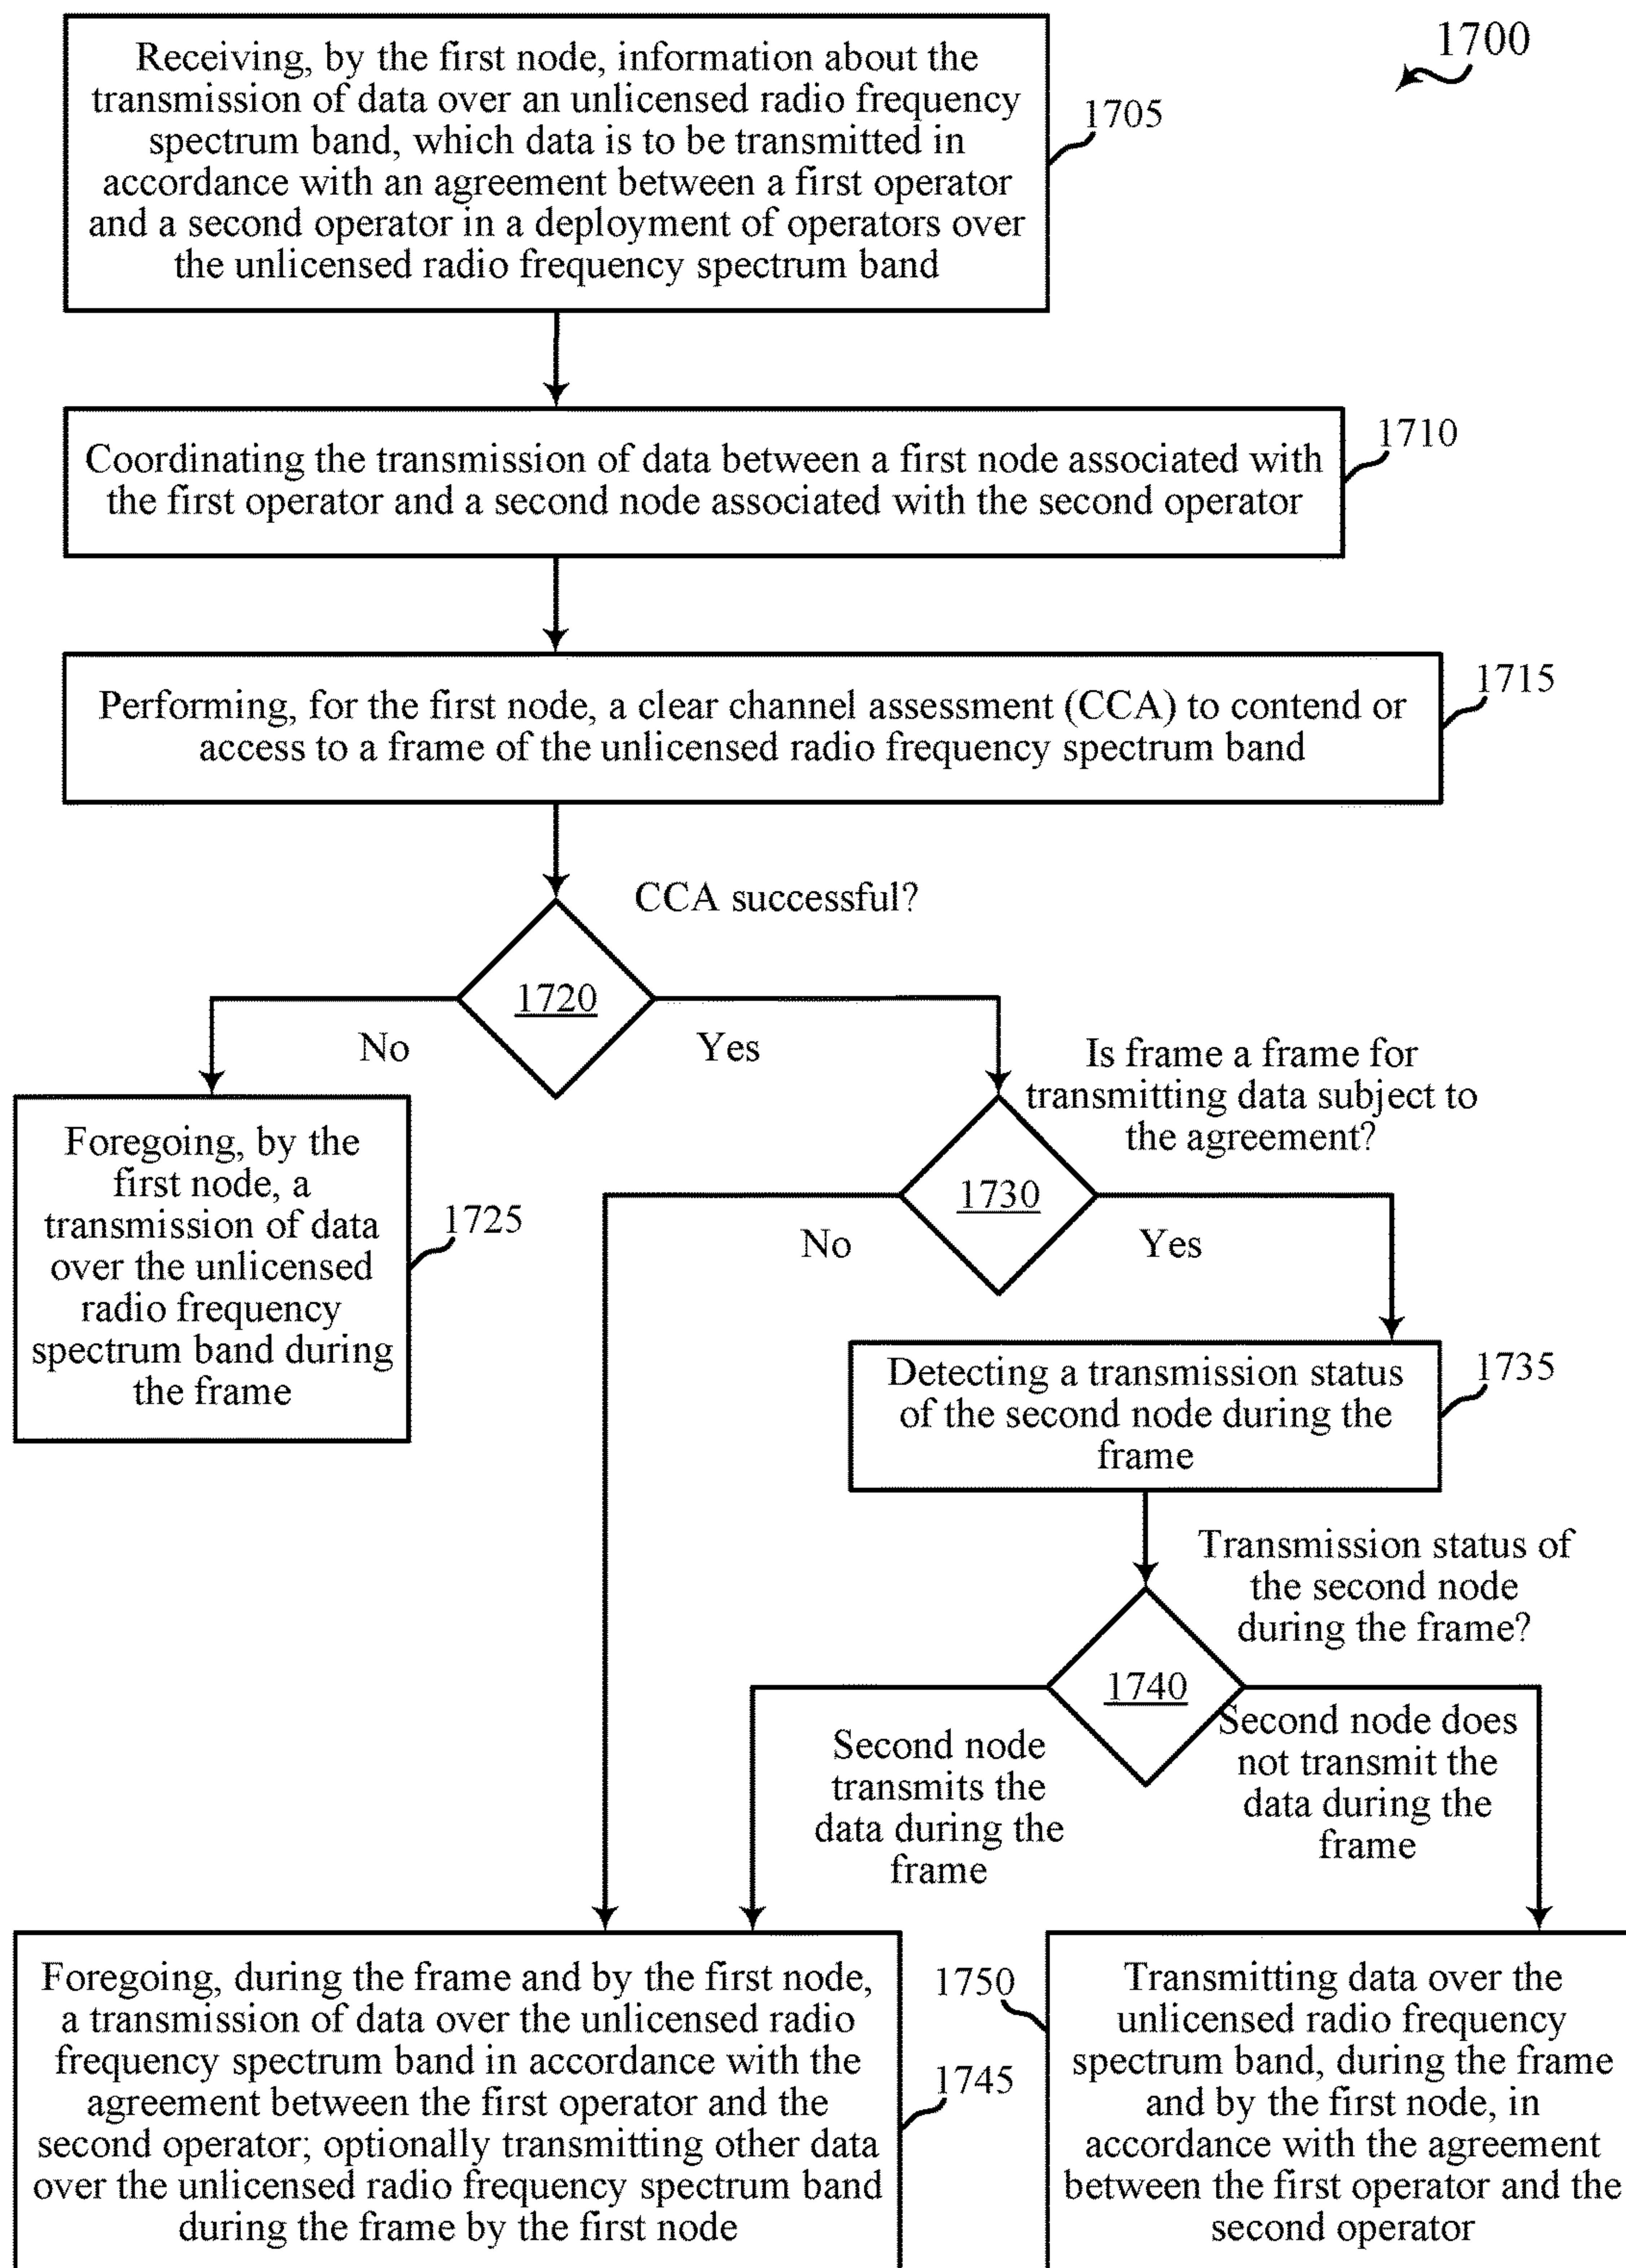 1700
Receiving, by the first node, information about the
transmission of data over an unlicensed radio frequency
spectrum band, which data is to be transmitted in
accordance with an agreement between a first operator
and a second operator in a deployment of operators over
the unlicensed radio frequency spectrum band
1705
Coordinating the transmission of data between a first node associated with
the first operator and a second node associated with the second operator
1710
Performing, for the first node, a clear channel assessment (CCA) to contend or
access to a frame of the unlicensed radio frequency spectrum band
1715
CCA successful?
1720
No
Yes
Foregoing, by the
first node, a
transmission of data
over the unlicensed
radio frequency
spectrum band during
the frame
1725
Is frame a frame for
transmitting data subject to
the agreement?
1730
No
Yes
Detecting a transmission status
of the second node during the
frame
1735
Transmission status of
the second node
during the frame?
1740
Second node
transmits the
data during the
frame
Second node does
not transmit the
data during the
frame
Foregoing, during the frame and by the first node,
a transmission of data over the unlicensed radio
frequency spectrum band in accordance with the
agreement between the first operator and the
second operator; optionally transmitting other data
over the unlicensed radio frequency spectrum band
during the frame by the first node
1745
1750
Transmitting data over the
unlicensed radio frequency
spectrum band, during the frame
and by the first node, in
accordance with the agreement
between the first operator and the
second operator